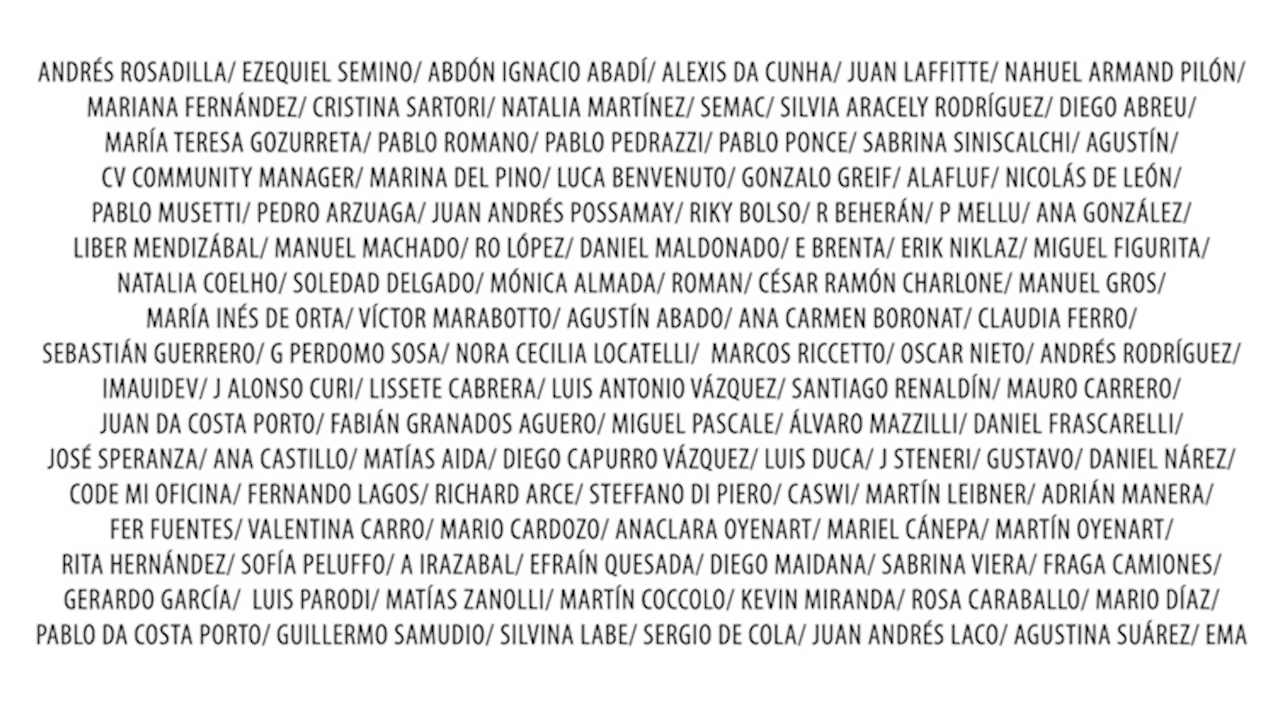 ANDRÉS ROSADILLA/ EZEQUIEL SEMINO/ ABDÓN IGNACIO ABADÍ/ ALEXIS DA CUNHA/ JUAN LAFFITTE/ NAHUEL ARMAND PILÓN/
MARIANA FERNÁNDEZ/ CRISTINA SARTORI/ NATALIA MARTÍNEZ/ SEMAC/ SILVIA ARACELY RODRÍGUEZ/ DIEGO ABREU/
MARÍA TERESA GOZURRETA/ PABLO ROMANO/ PABLO PEDRAZZI/ PABLO PONCE/ SABRINA SINISCALCHI/ AGUSTÍN/
CV COMMUNITY MANAGER/ MARINA DEL PINO/ LUCA BENVENUTO/ GONZALO GREIF/ ALAFLUF/ NICOLÁS DE LEÓN/
PABLO MUSETTI/ PEDRO ARZUAGA/ JUAN ANDRÉS POSSAMAY/ RIKY BOLSO/ R BEHERÁN/ P MELLU/ ANA GONZÁLEZ/
LIBER MENDIZÁBAL/ MANUEL MACHADO/ RO LÓPEZ/ DANIEL MALDONADO/ E BRENTA/ ERIK NIKLAZ/ MIGUEL FIGURITA/
NATALIA COELHO/ SOLEDAD DELGADO/ MÓNICA ALMADA/ ROMAN/ CÉSAR RAMÓN CHARLONE/ MANUEL GROS/
MARÍA INÉS DE ORTA/ VÍCTOR MARABOTTO/ AGUSTÍN ABADO/ ANA CARMEN BORONAT/ CLAUDIA FERRO/
SEBASTIÁN GUERRERO/ G PERDOMO SOSA/ NORA CECILIA LOCATELLI/ MARCOS RICCETTO/ OSCAR NIETO/ ANDRÉS RODRÍGUEZ/
IMAUIDEV/ J ALONSO CURI/ LISSETE CABRERA/ LUIS ANTONIO VÁZQUEZ/ SANTIAGO RENALDÍN/ MAURO CARRERO/
JUAN DA COSTA PORTO/ FABIÁN GRANADOS AGUERO/ MIGUEL PASCALE/ ÁLVARO MAZZILLI/ DANIEL FRASCARELLI/
JOSÉ SPERANZA/ ANA CASTILLO/ MATÍAS AIDA/ DIEGO CAPURRO VÁZQUEZ/ LUIS DUCA/ J STENERI/ GUSTAVO/ DANIEL NÁREZ/
CODE MI OFICINA/ FERNANDO LAGOS/ RICHARD ARCE/ STEFFANO DI PIERO/ CASWI/ MARTÍN LEIBNER/ ADRIÁN MANERA/
FER FUENTES/ VALENTINA CARRO/ MARIO CARDOZO/ ANACLARA OYENART/ MARIEL CÁNEPA/ MARTÍN OYENART/
RITA HERNÁNDEZ/ SOFÍA PELUFFO/ A IRAZABAL/ EFRAÍN QUESADA/ DIEGO MAIDANA/ SABRINA VIERA/ FRAGA CAMIONES/
GERARDO GARCÍA/ LUIS PARODI/ MATÍAS ZANOLLI/ MARTÍN COCCOLO/ KEVIN MIRANDA/ ROSA CARABALLO/ MARIO DÍAZ/
PABLO DA COSTA PORTO/ GUILLERMO SAMUDIO/ SILVINA LABE/ SERGIO DE COLA/ JUAN ANDRÉS LACO/ AGUSTINA SUÁREZ/ EMA